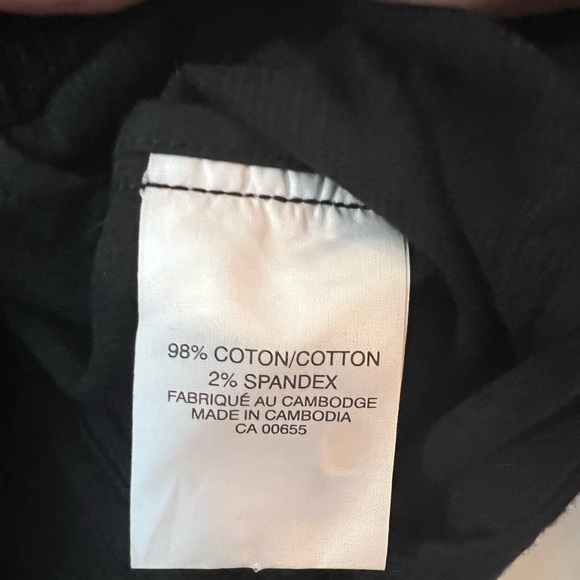 98% COTON/COTTON
2% SPANDEX
FABRIQUÉ AU CAMBODGE
MADE IN CAMBODIA
CA 00655